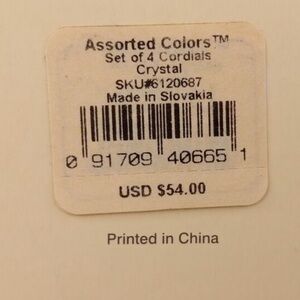 Assorted Colors™
Set of 4 Cordials
Crystal
SKU#6120687
Made in Slovakia
0 91709 40665 1
USD $54.00
Printed in China